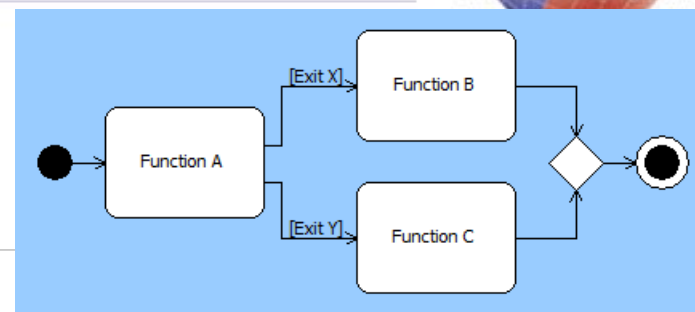 [Exit X]
Function B
Function A
[Exit Y]
Function C